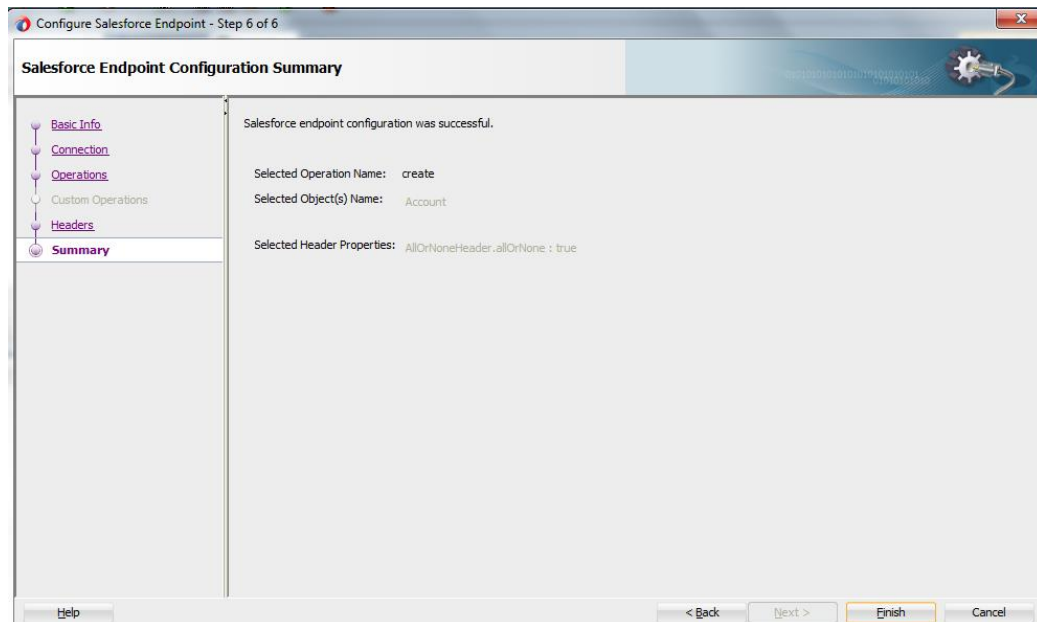 Configure Salesforce Endpoint - Step 6 of 6
x
Salesforce Endpoint Configuration Summary
Basic Info
Connection
Operations
Custom Operations
Headers
Summary
Salesforce endpoint configuration was successful.
Selected Operation Name: create
Selected Object(s) Name: Account
Selected Header Properties: AllOrNoneHeader.allOrNone : true
Help
< Back
Next >
Finish
Cancel